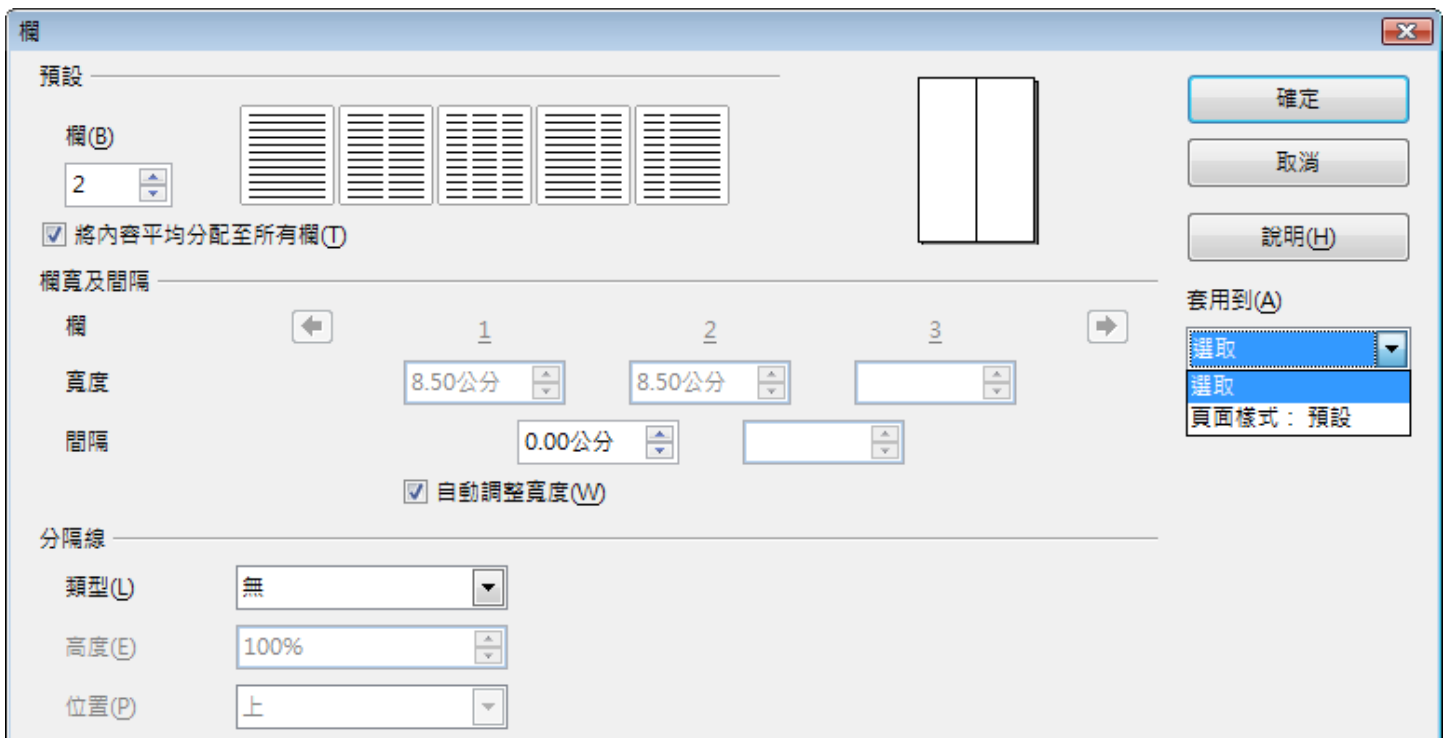 欄
預設
欄(B)
2
將內容平均分配至所有欄(T)
確定
取消
說明(H)
套用到(A)
選取
選取
頁面樣式： 預設
欄寬及間隔
欄 1 2 3
寬度 8.50公分 8.50公分
間隔 0.00公分
自動調整寬度(W)
分隔線
類型(L) 無
高度(E) 100%
位置(P) 上